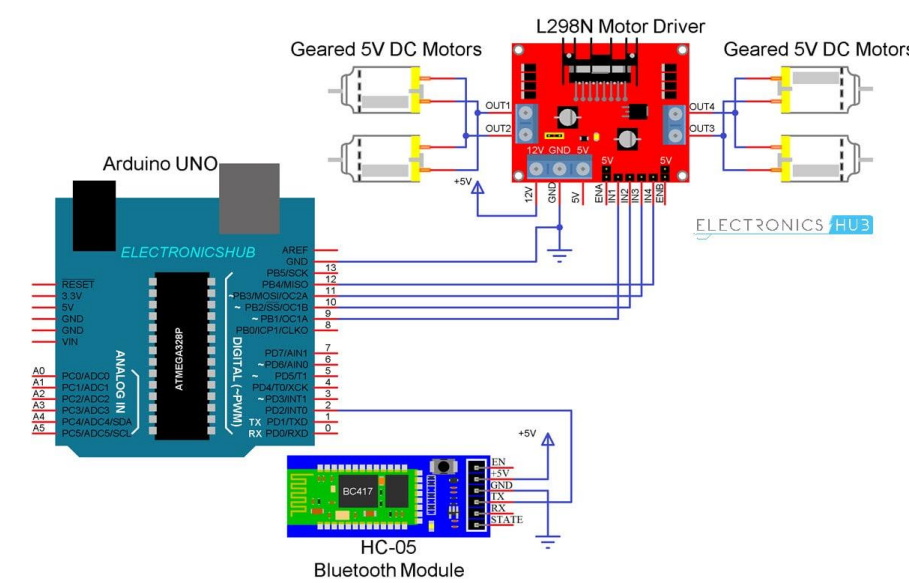 L298N Motor Driver
Geared 5V DC Motors
Geared 5V DC Motors
OUT1
OUT2
OUT4
OUT3
12V GND 5V
5V
5V
+5V
12V
GND
5V
ENA
IN1
IN2
IN3
IN4
ENB
ELECTRONICS HUB
Arduino UNO
ELECTRONICSHUB
AREF
GND
PB5/SCK 13
PB4/MISO 12
~PB3/MOSI/OC2A 11
~PB2/SS/OC1B 10
~PB1/OC1A 9
PB0/ICP1/CLKO 8
PD7/AIN1 7
~PD6/AIN0 6
~PD5/T1 5
PD4/T0/XCK 4
~PD3/INT1 3
PD2/INT0 2
TX PD1/TXD 1
RX PD0/RXD 0
RESET
3.3V
5V
GND
GND
VIN
A0 PC0/ADC0
A1 PC1/ADC1
A2 PC2/ADC2
A3 PC3/ADC3
A4 PC4/ADC4/SDA
A5 PC5/ADC5/SCL
ANALOG IN
ATMEGA328P
DIGITAL (~PWM)
+5V
EN
+5V
GND
TX
RX
STATE
BC417
HC-05
Bluetooth Module